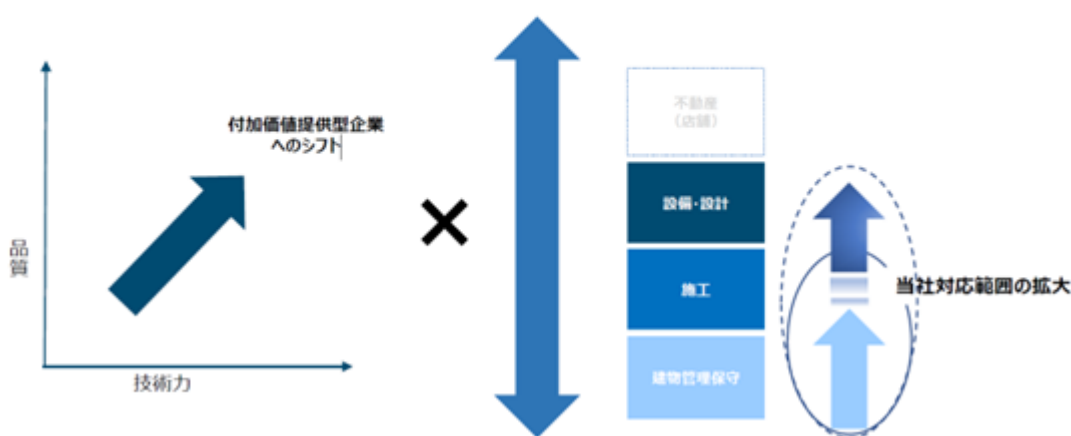 付加価値提供型企業
へのシフト
品質
技術力
不動産
(店舗)
設備・設計
施工
建物管理保守
当社対応範囲の拡大